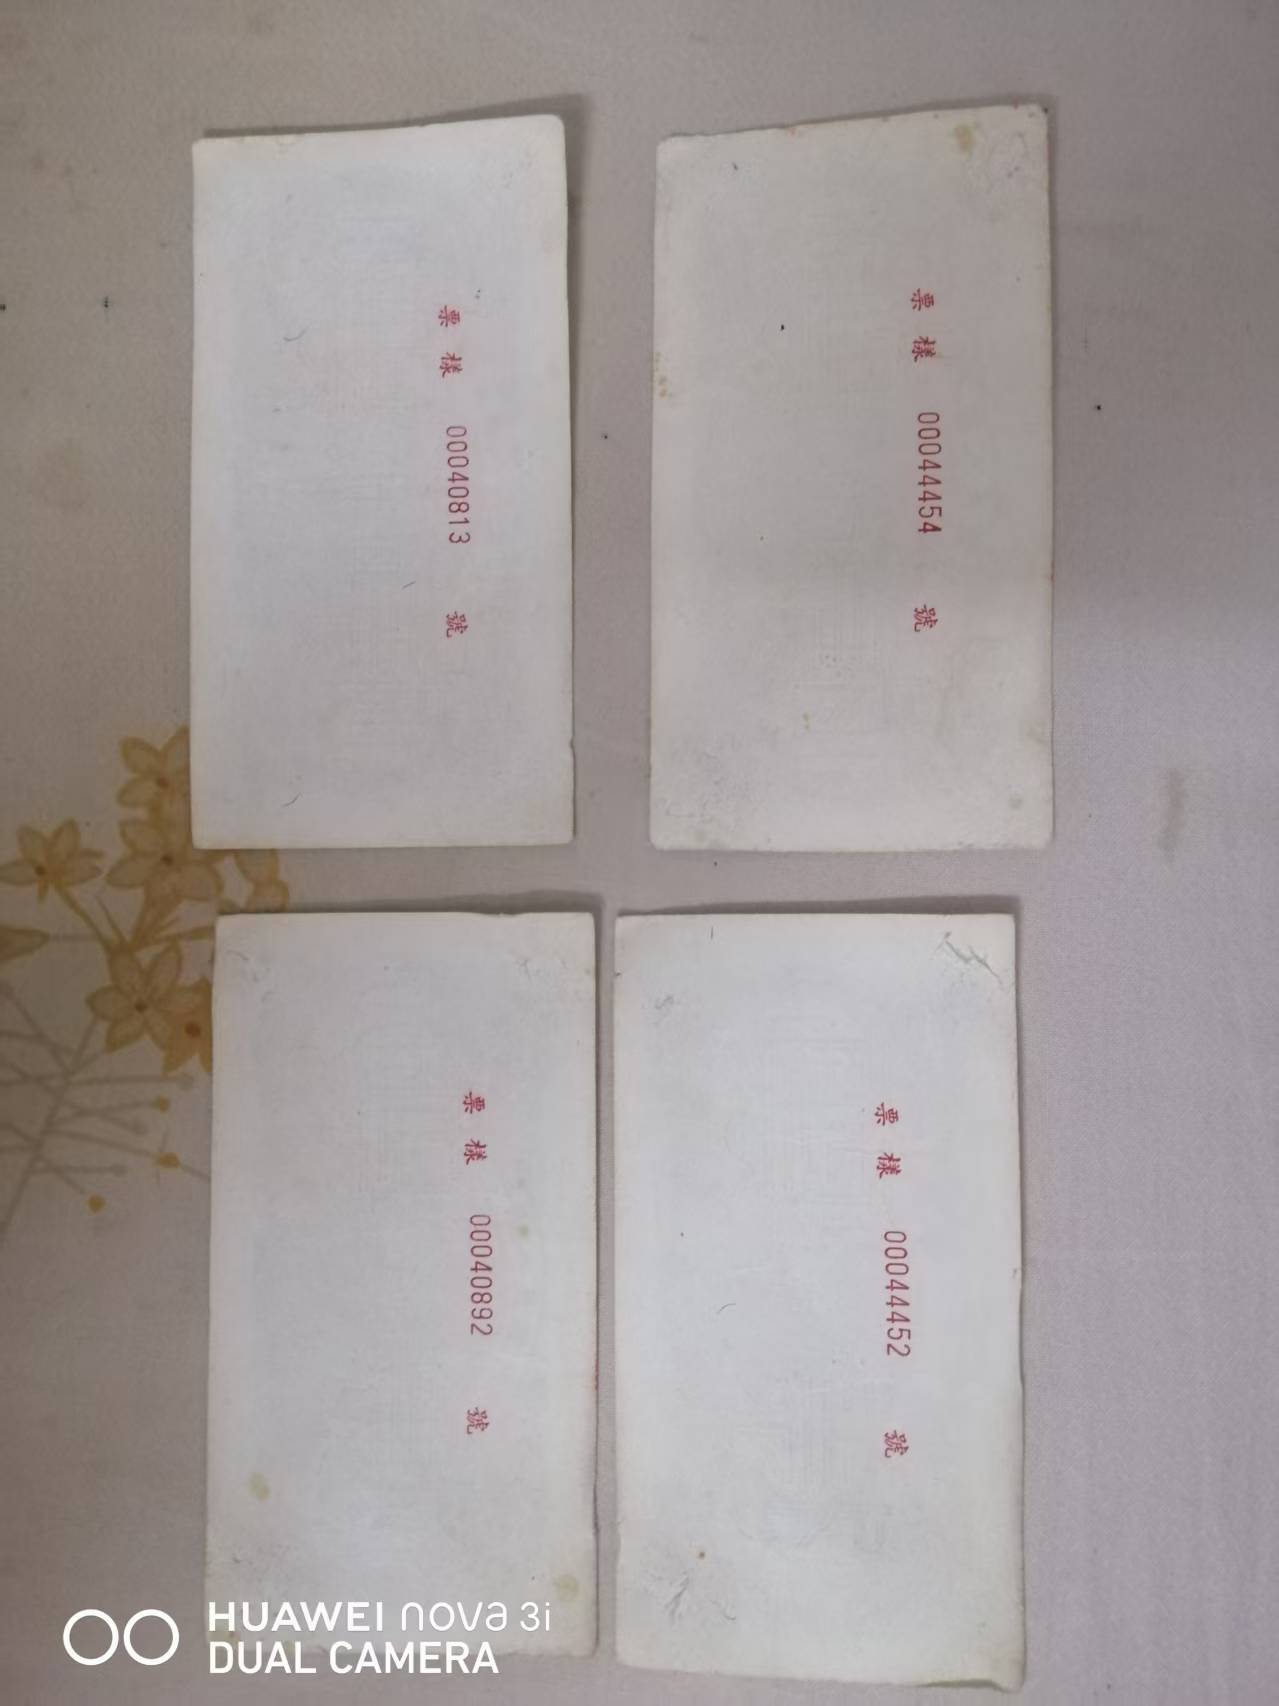 票樣 00040813 號
票樣 00044454 號
票樣 00040892 號
票樣 00044452 號
HUAWEI nova 3i
DUAL CAMERA